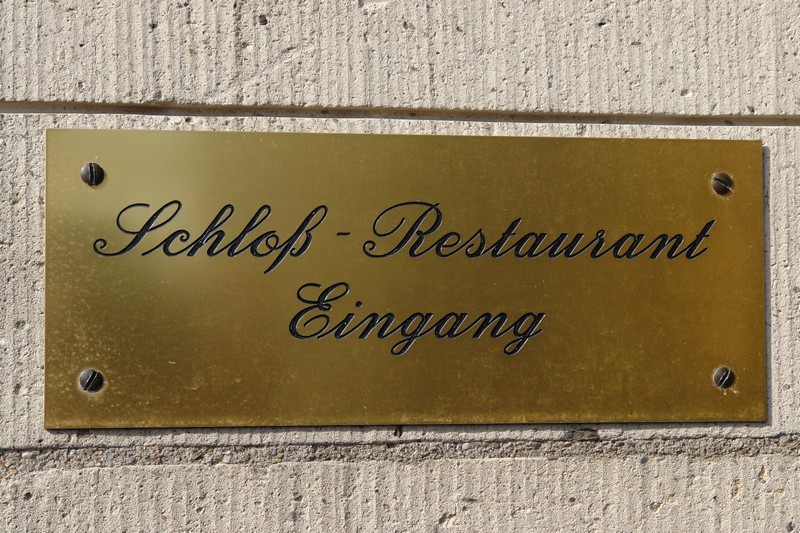 Schloß - Restaurant
Eingang